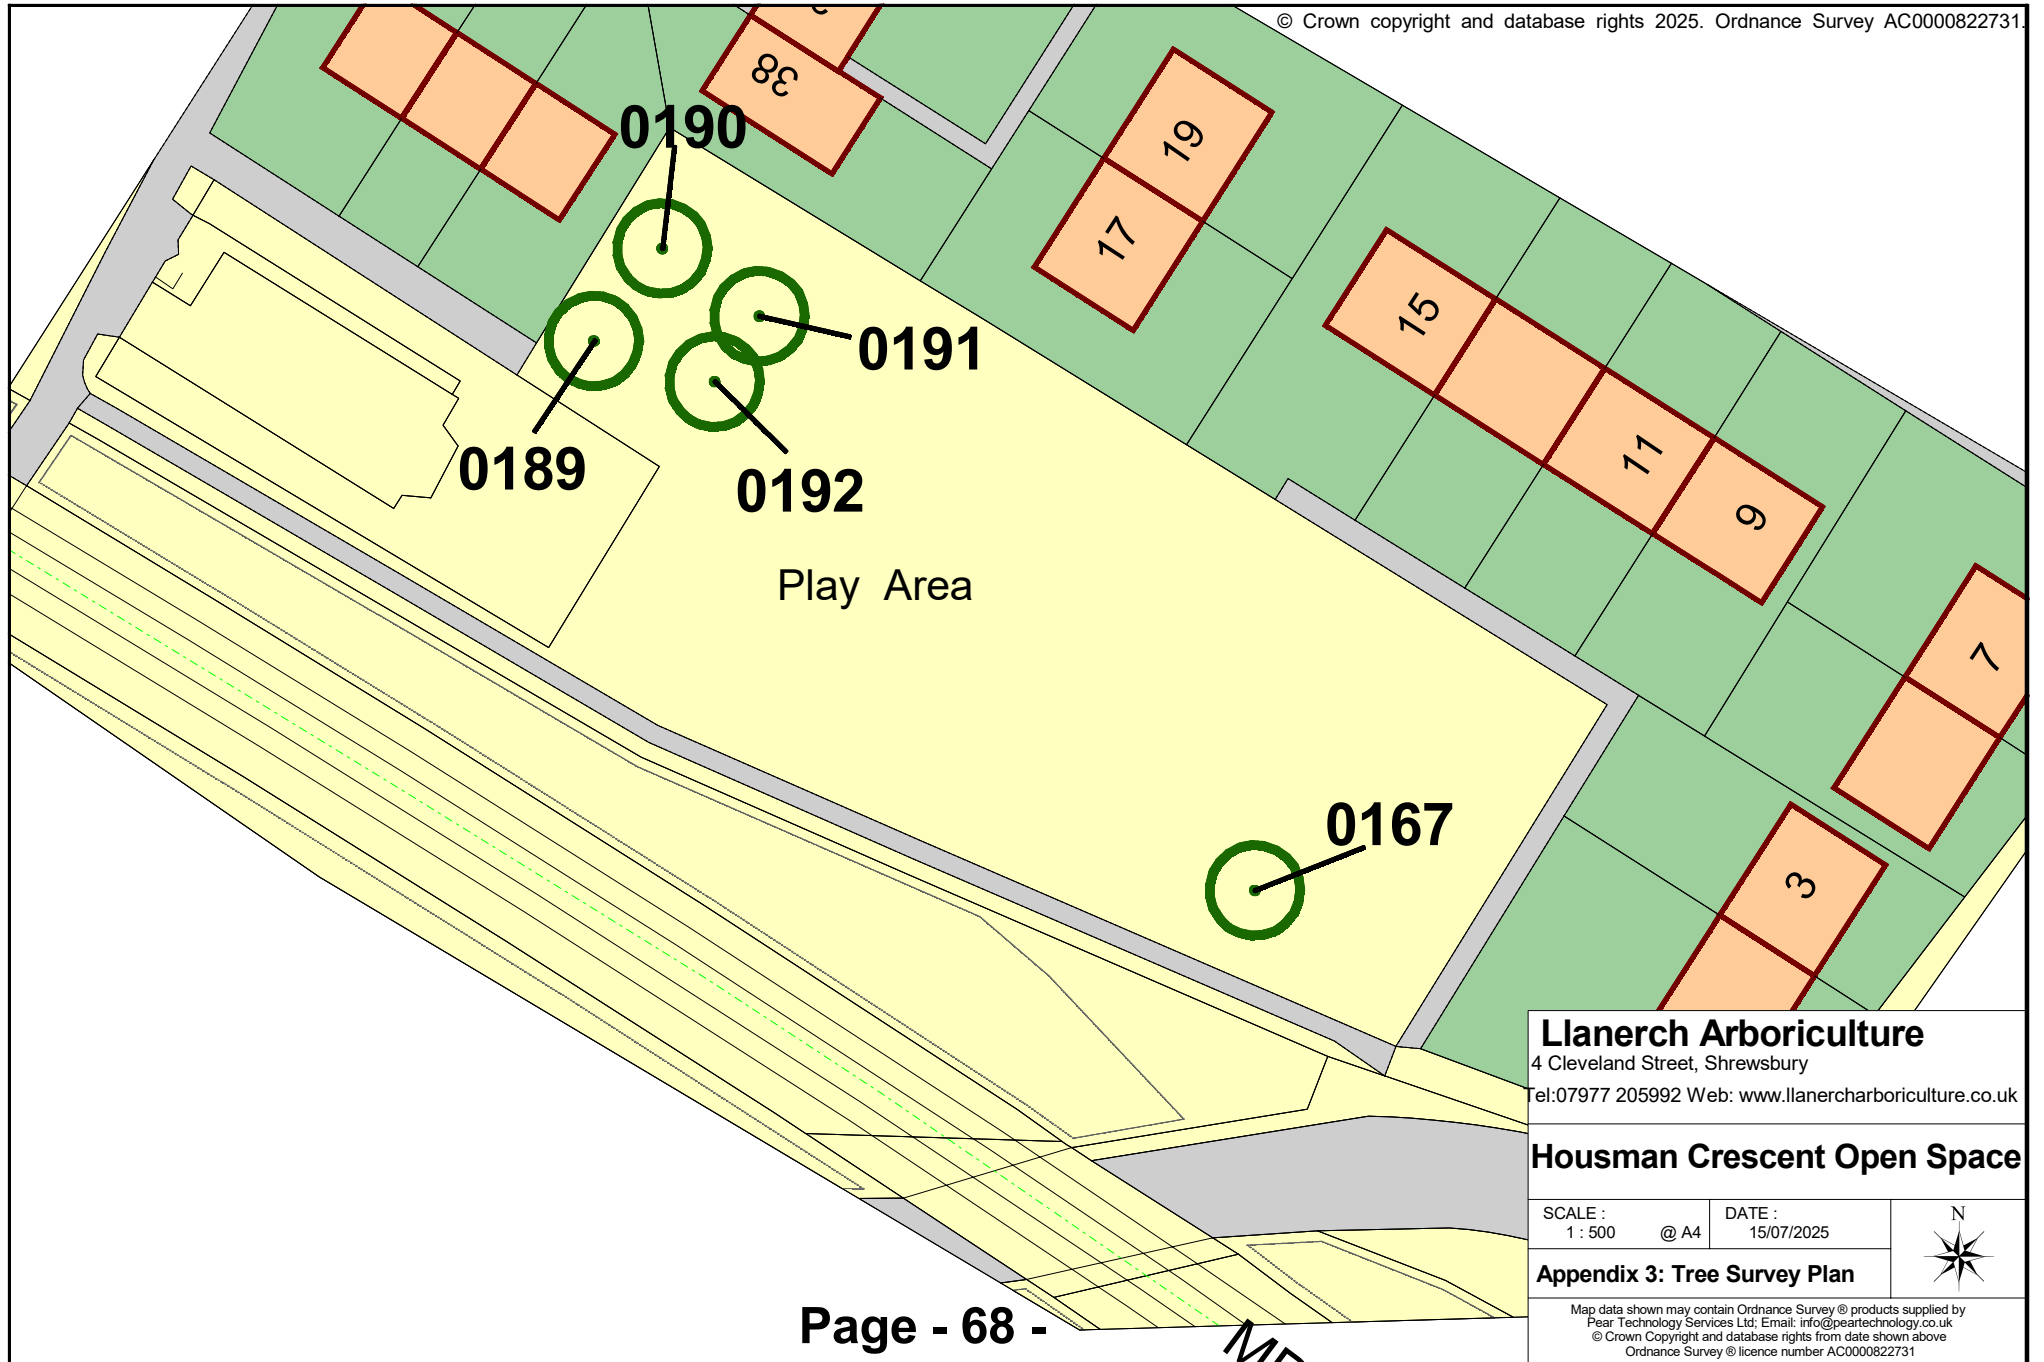 © Crown copyright and database rights 2025. Ordnance Survey AC0000822731.
38
0190
19
17
0191
15
0189
0192
11
9
Play Area
7
0167
3
Llanerch Arboriculture
4 Cleveland Street, Shrewsbury
Tel:07977 205992 Web: www.llanercharboriculture.co.uk
Housman Crescent Open Space
SCALE :
1 : 500 @ A4
DATE :
15/07/2025
N
Appendix 3: Tree Survey Plan
Map data shown may contain Ordnance Survey ® products supplied by
Pear Technology Services Ltd; Email: info@peartechnology.co.uk
© Crown Copyright and database rights from date shown above
Ordnance Survey ® licence number AC0000822731
Page - 68 -